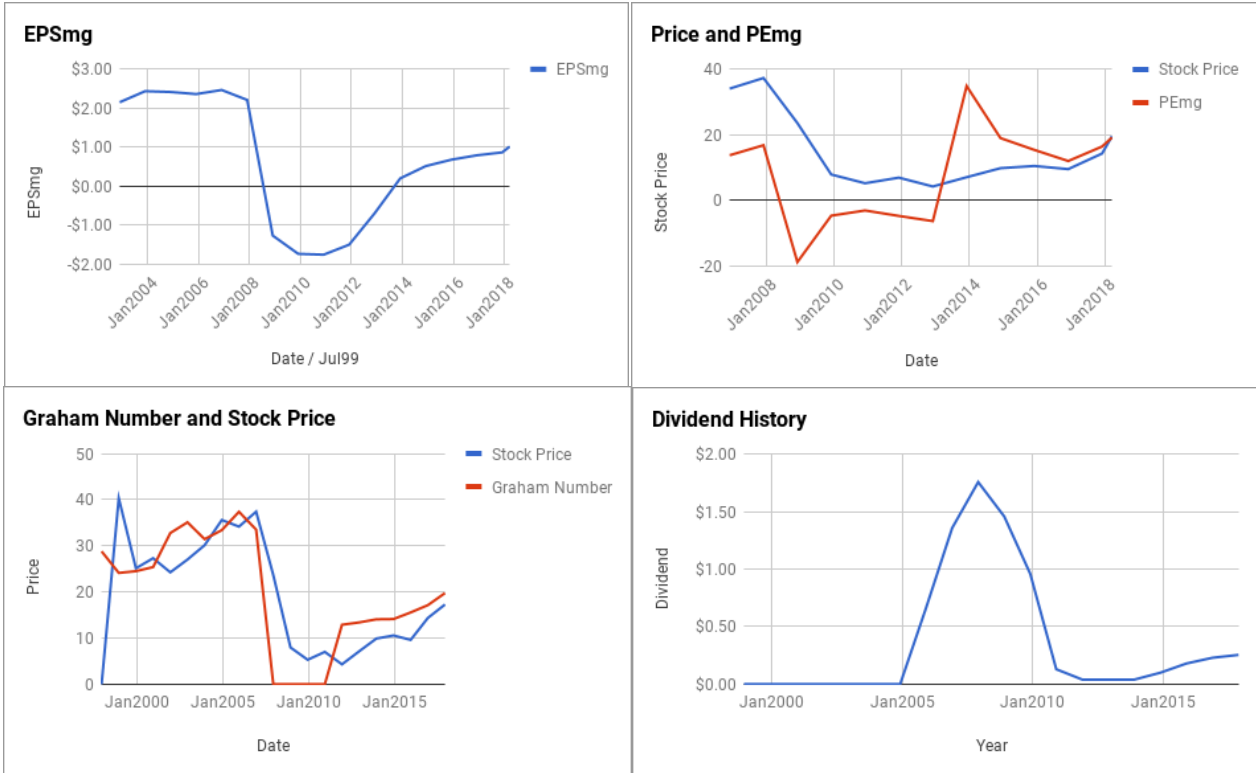 EPSmg
$3.00
$2.00
$1.00
$0.00
-$1.00
-$2.00
EPSmg
EPSmg
Jan2004
Jan2006
Jan2008
Jan2010
Jan2012
Jan2014
Jan2016
Jan2018
Date / Jul99
Price and PEmg
40
20
0
-20
Stock Price
Stock Price
PEmg
Jan2008
Jan2010
Jan2012
Jan2014
Jan2016
Jan2018
Date
Graham Number and Stock Price
50
40
30
20
10
0
Price
Stock Price
Graham Number
Jan2000
Jan2005
Jan2010
Jan2015
Date
Dividend History
$2.00
$1.50
$1.00
$0.50
$0.00
Dividend
Jan2000
Jan2005
Jan2010
Jan2015
Year